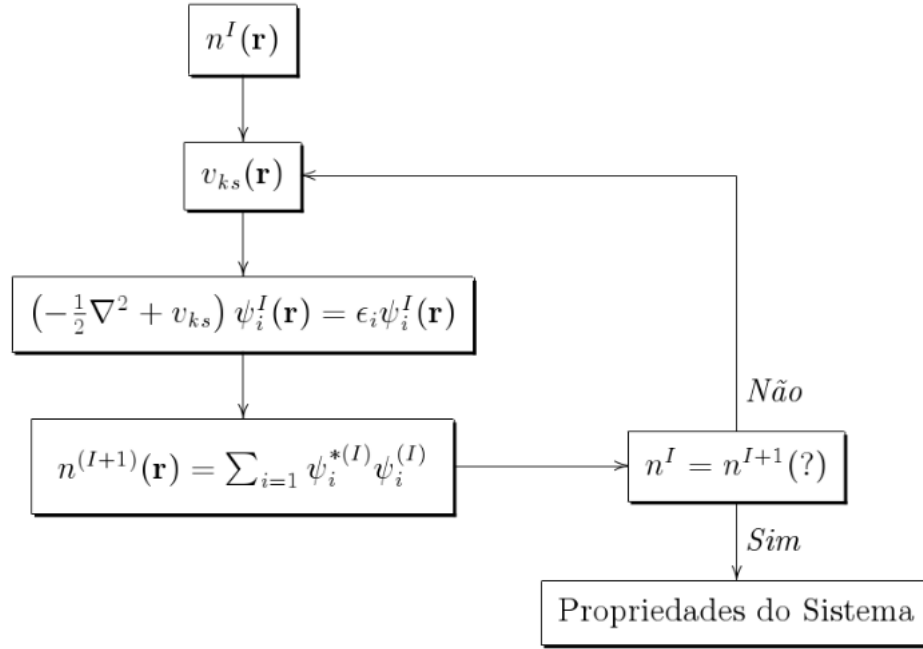 n^I(𝐫)
v_{ks}(𝐫)
(−½∇² + v_{ks}) ψ_i^I(𝐫) = ϵ_i ψ_i^I(𝐫)
Não
n^{(I+1)}(𝐫) = ∑_{i=1} ψ_i^{*(I)} ψ_i^{(I)}
n^I = n^{I+1}(?)
Sim
Propriedades do Sistema